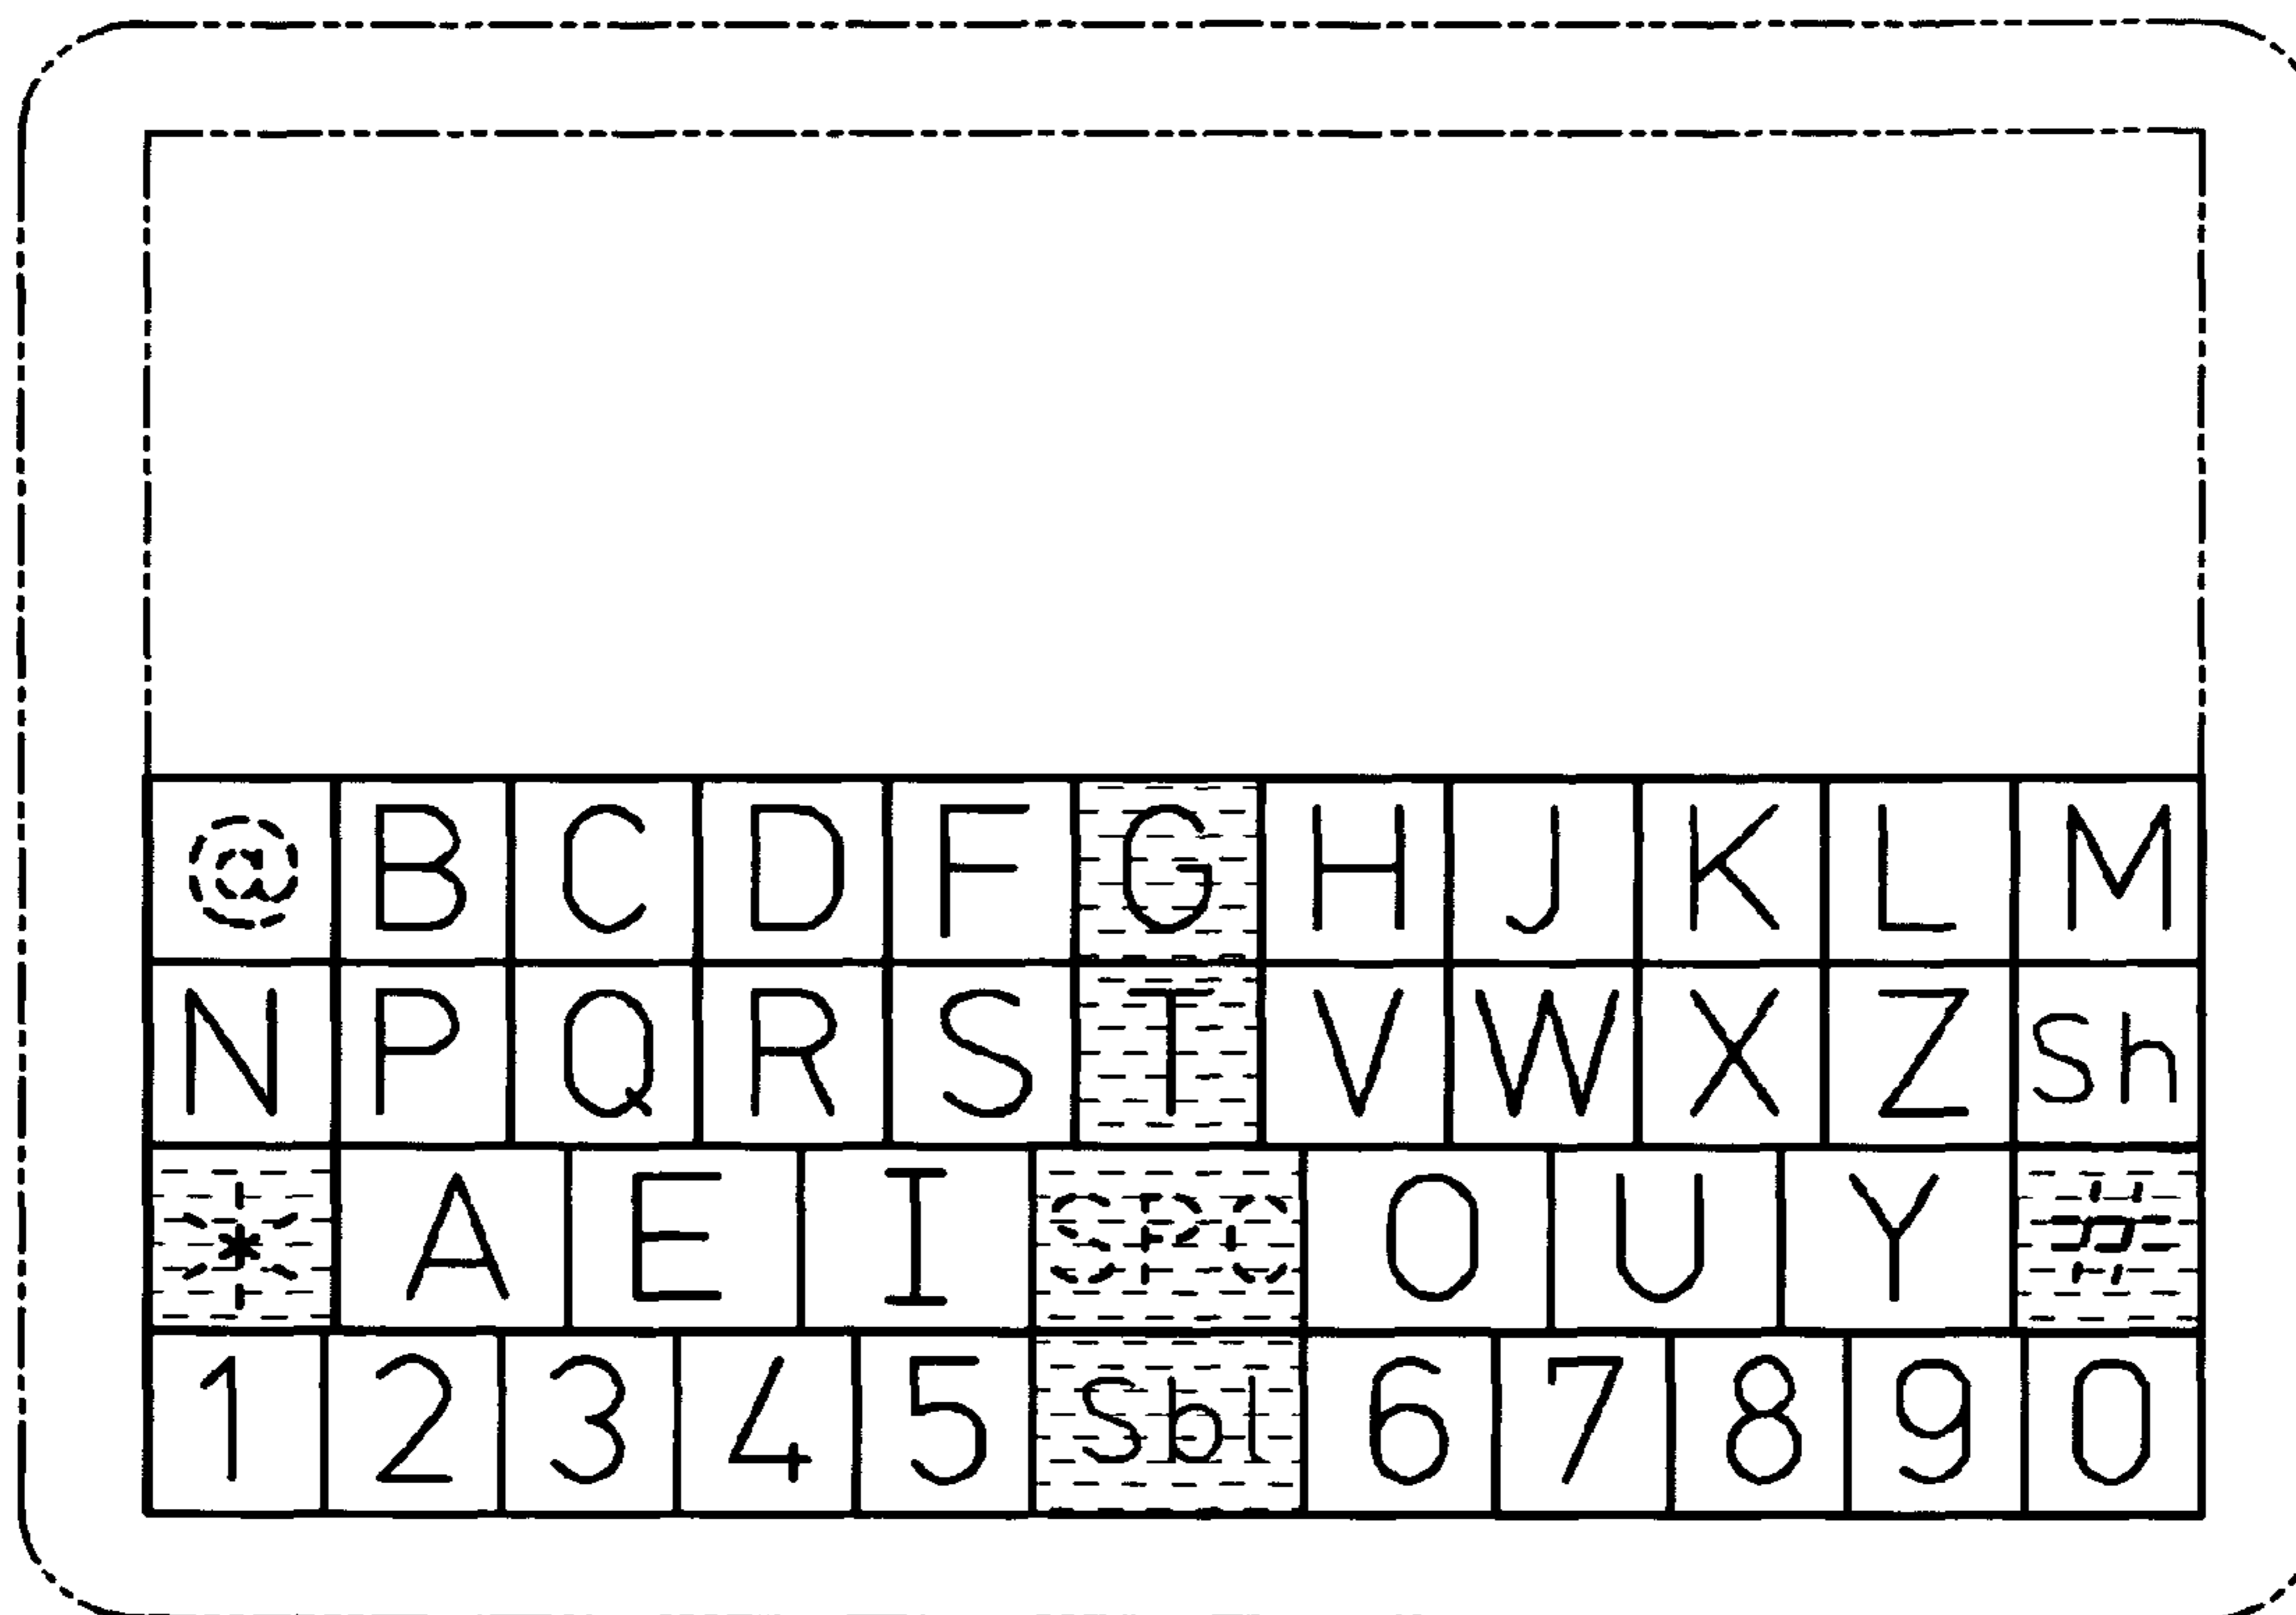 @ B C D F G H J K L M
N P Q R S T V W X Z Sh
* A E I SPC O U Y #
1 2 3 4 5 Sbl 6 7 8 9 0